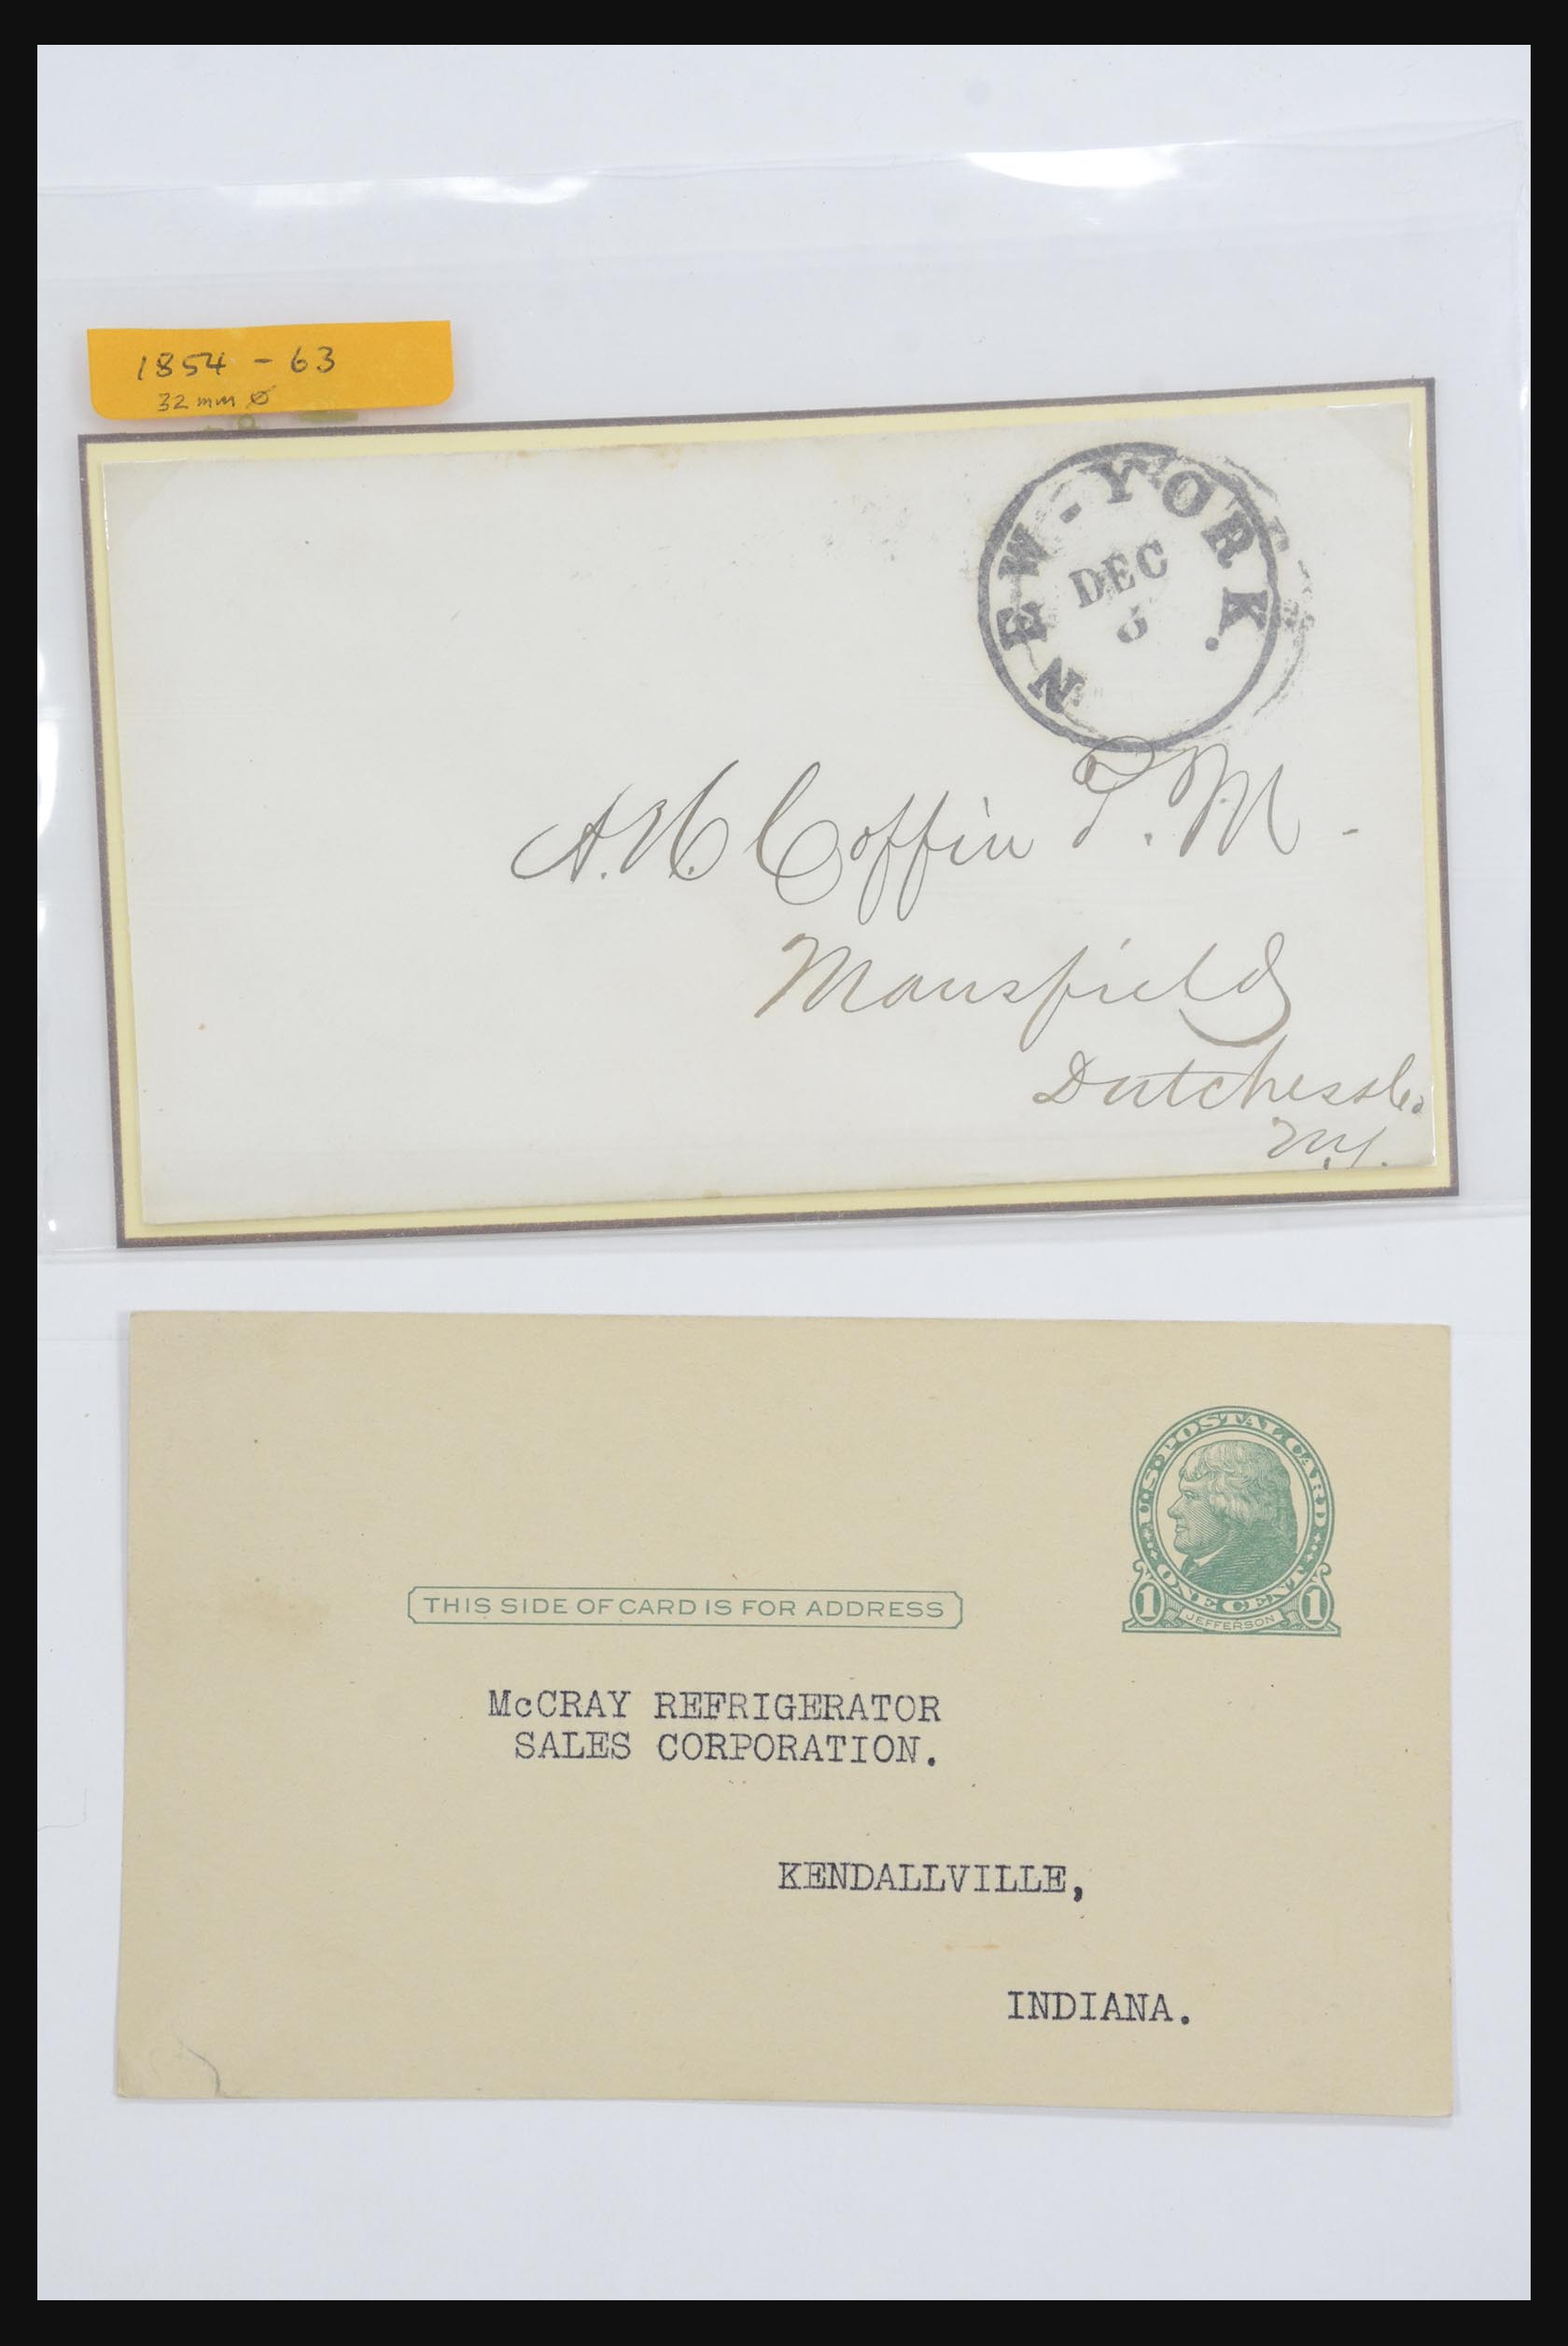 1854 - 63
32 mm Ø
NEW-YORK.
DEC
6
A. H. Coffin P. M -
Mansfield
Dutchess Co
N.Y.
U.S. POSTAL CARD
ONE CENT
1 JEFFERSON 1
THIS SIDE OF CARD IS FOR ADDRESS
McCRAY REFRIGERATOR
SALES CORPORATION.
KENDALLVILLE,
INDIANA.